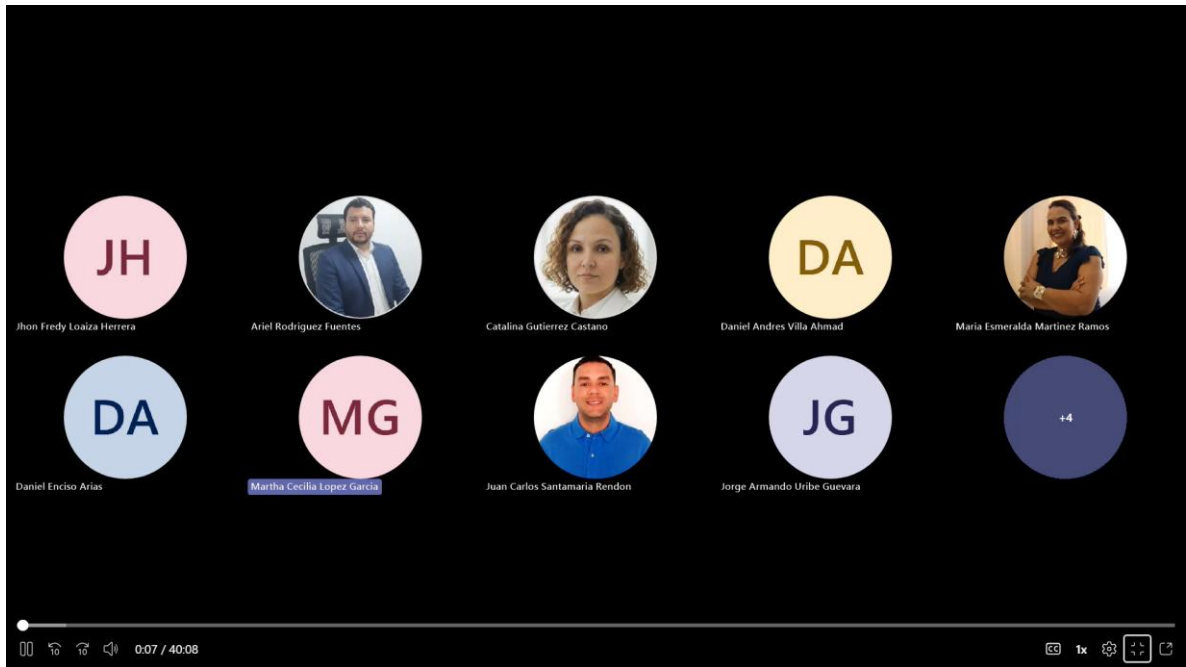 JH
DA
Jhon Fredy Loaiza Herrera
Ariel Rodriguez Fuentes
Catalina Gutierrez Castano
Daniel Andres Villa Ahmad
Maria Esmeralda Martinez Ramos
DA
MG
JG
+4
Daniel Enciso Arias
Martha Cecilia Lopez Garcia
Juan Carlos Santamaria Rendon
Jorge Armando Uribe Guevara
10
10
0:07 / 40:08
CC
1x